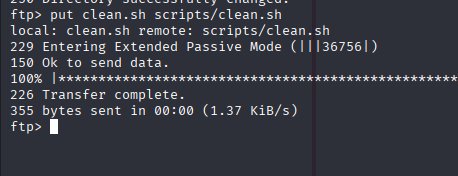 250 Directory successfully changed.
ftp> put clean.sh scripts/clean.sh
local: clean.sh remote: scripts/clean.sh
229 Entering Extended Passive Mode (|||36756|)
150 Ok to send data.
100% |***************************************************
226 Transfer complete.
355 bytes sent in 00:00 (1.37 KiB/s)
ftp>